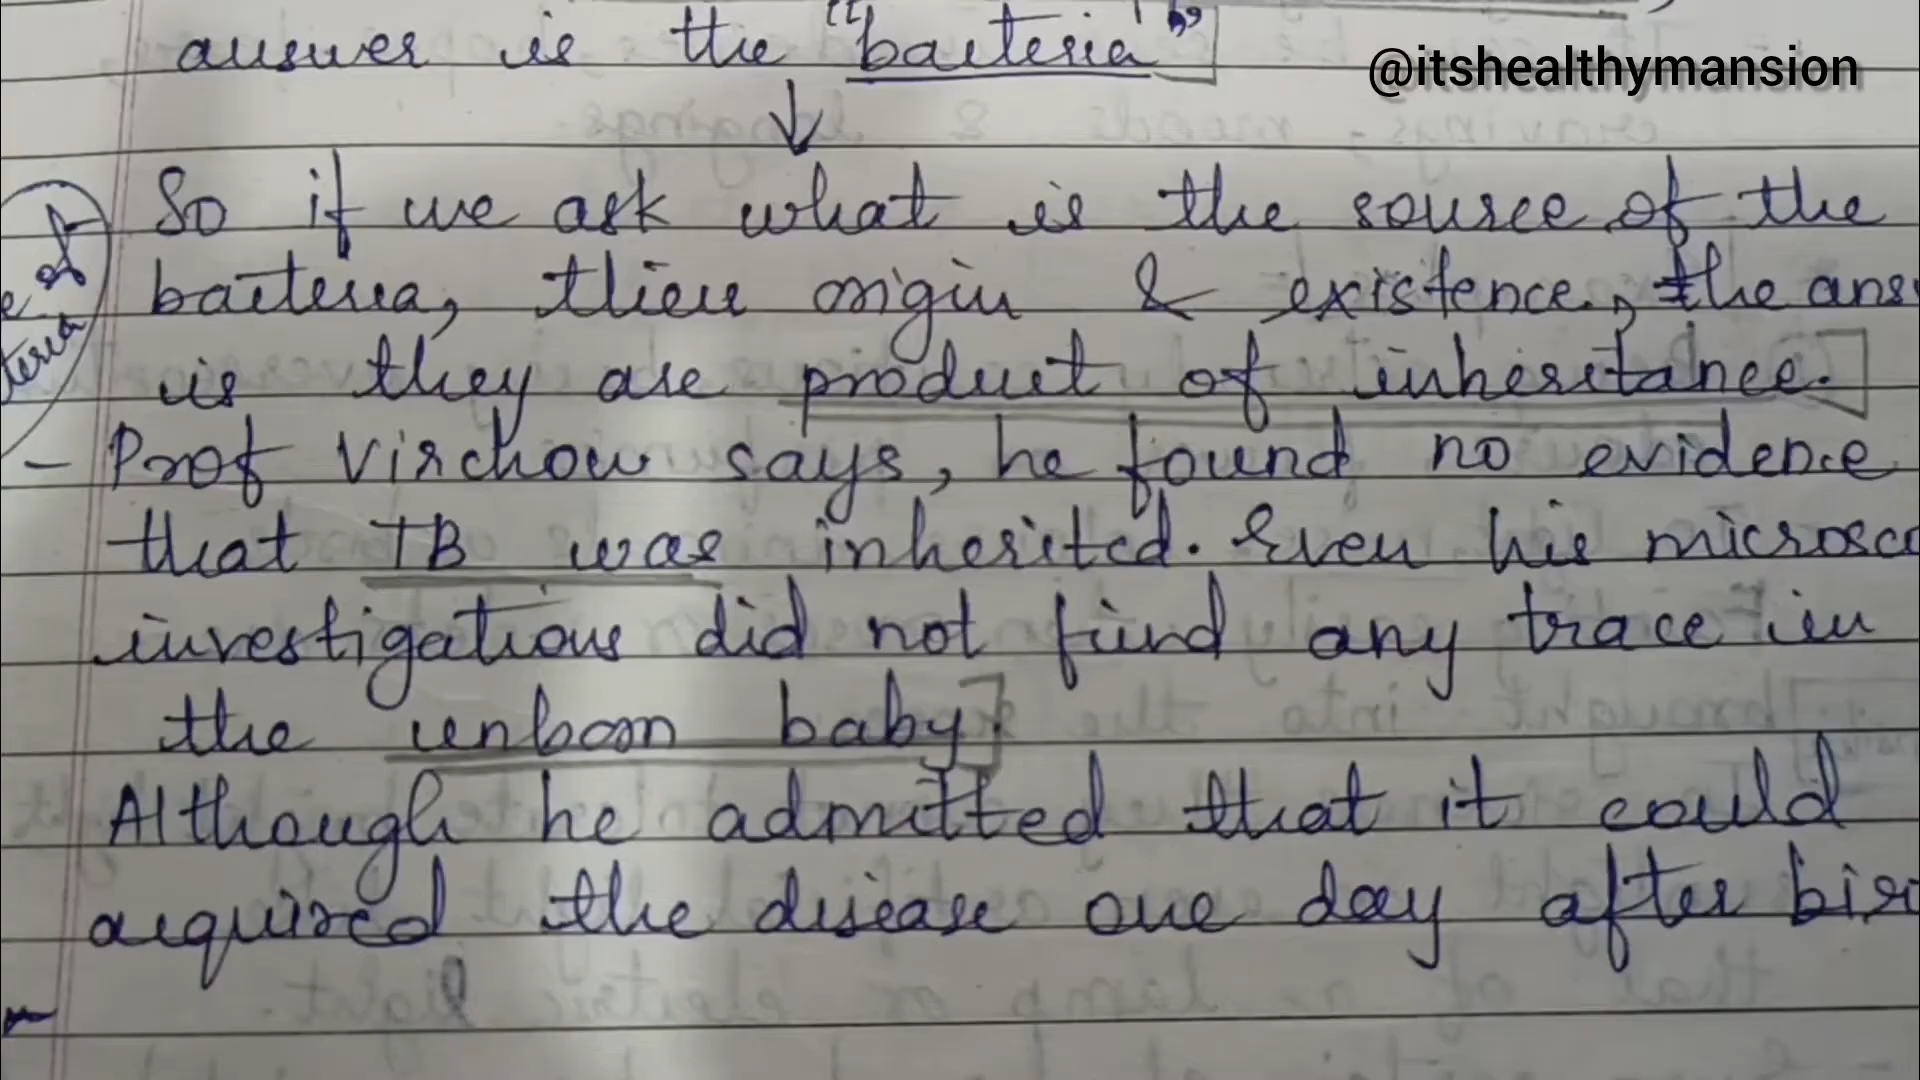 answer is the "bacteria"
@itshealthymansion
So if we ask what is the source of the
bacteria, their origin & existence, the ans
is they are product of inheritance.
- Prof Virchow says, he found no evidence
that TB was inherited. Even his microsco
investigations did not find any trace in
the unborn baby.
Although he admitted that it could
acquired the disease one day after bir
of
teria